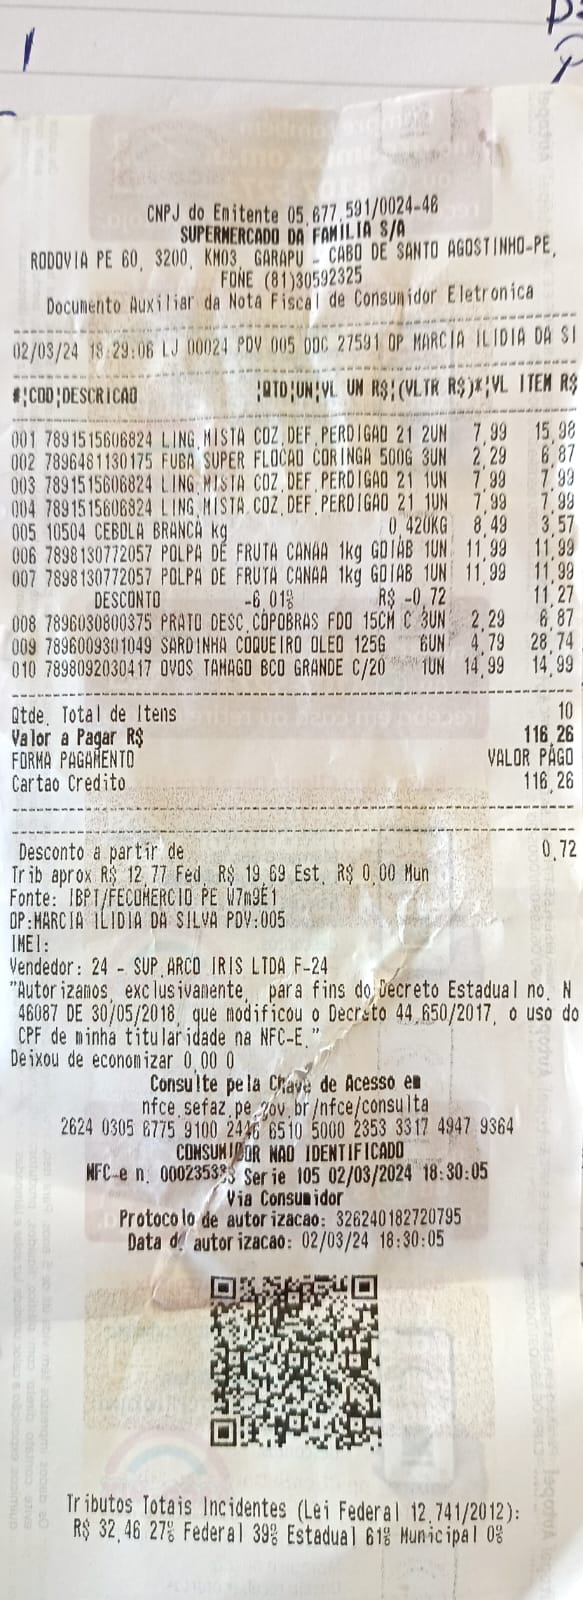 CNPJ do Emitente 05.677.591/0024-46
SUPERMERCADO DA FAMILIA S/A
RODOVIA PE 60, 3200, KM03, GARAPU - CABO DE SANTO AGOSTINHO-PE,
FONE (81)30592325
Documento Auxiliar da Nota Fiscal de Consumidor Eletronica
02/03/24 18:29:06 LJ 00024 PDV 005 DOC 27591 OP MARCIA ILIDIA DA SI
#|COD|DESCRICAO |QTD|UN|VL UN R$|(VLTR R$)*|VL ITEM R$
001 7891515606824 LING.MISTA COZ.DEF.PERDIGAO 21 2UN 7,99 15,98
002 7896481130175 FUBA SUPER FLOCAO CORINGA 500G 3UN 2,29 6,87
003 7891515606824 LING.MISTA COZ.DEF.PERDIGAO 21 1UN 7,99 7,99
004 7891515606824 LING.MISTA COZ.DEF.PERDIGAO 21 1UN 7,99 7,99
005 10504 CEBOLA BRANCA kg 0,420KG 8,49 3,57
006 7898130772057 POLPA DE FRUTA CANAA 1kg GOIAB 1UN 11,99 11,99
007 7898130772057 POLPA DE FRUTA CANAA 1kg GOIAB 1UN 11,99 11,99
DESCONTO -6,01% R$ -0,72 11,27
008 7896030800375 PRATO DESC.COPOBRAS FDO 15CM C 3UN 2,29 6,87
009 7896009301049 SARDINHA COQUEIRO OLEO 125G 6UN 4,79 28,74
010 7898092030417 OVOS TAMAGO BCO GRANDE C/20 1UN 14,99 14,99
Qtde. Total de Itens 10
Valor a Pagar R$ 116,26
FORMA PAGAMENTO VALOR PAGO
Cartao Credito 116,26
Desconto a partir de 0,72
Trib aprox R$ 12,77 Fed R$ 19,69 Est, R$ 0,00 Mun
Fonte: IBPT/FECOMERCIO PE W7m9E1
OP:MARCIA ILIDIA DA SILVA PDV:005
IMEI:
Vendedor: 24 - SUP.ARCO IRIS LTDA F-24
"Autorizamos, exclusivamente, para fins do Decreto Estadual no. N
46087 DE 30/05/2018, que modificou o Decreto 44.650/2017, o uso do
CPF de minha titularidade na NFC-E."
Deixou de economizar 0,00 0
Consulte pela Chave de Acesso em
nfce.sefaz.pe.gov.br/nfce/consulta
2624 0305 6775 9100 2446 6510 5000 2353 3317 4947 9364
CONSUMIDOR NAO IDENTIFICADO
NFC-e n. 000235333 Serie 105 02/03/2024 18:30:05
Via Consumidor
Protocolo de autorizacao: 326240182720795
Data de autorizacao: 02/03/24 18:30:05
Tributos Totais Incidentes (Lei Federal 12.741/2012):
R$ 32,46 27% Federal 39% Estadual 61% Municipal 0%